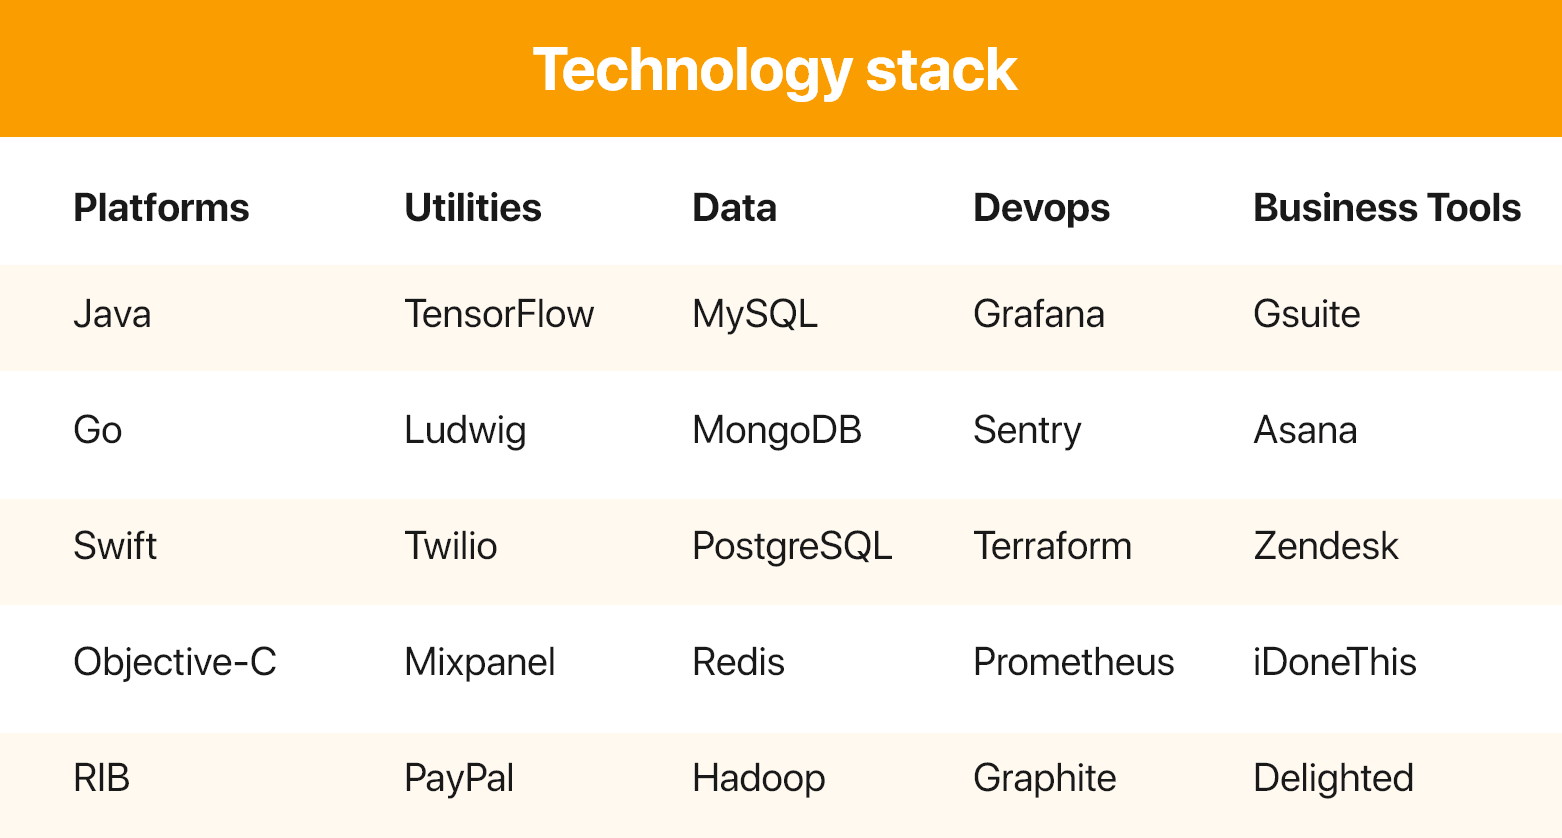 Technology stack
Platforms Utilities Data Devops Business Tools
Java TensorFlow MySQL Grafana Gsuite
Go Ludwig MongoDB Sentry Asana
Swift Twilio PostgreSQL Terraform Zendesk
Objective-C Mixpanel Redis Prometheus iDoneThis
RIB PayPal Hadoop Graphite Delighted